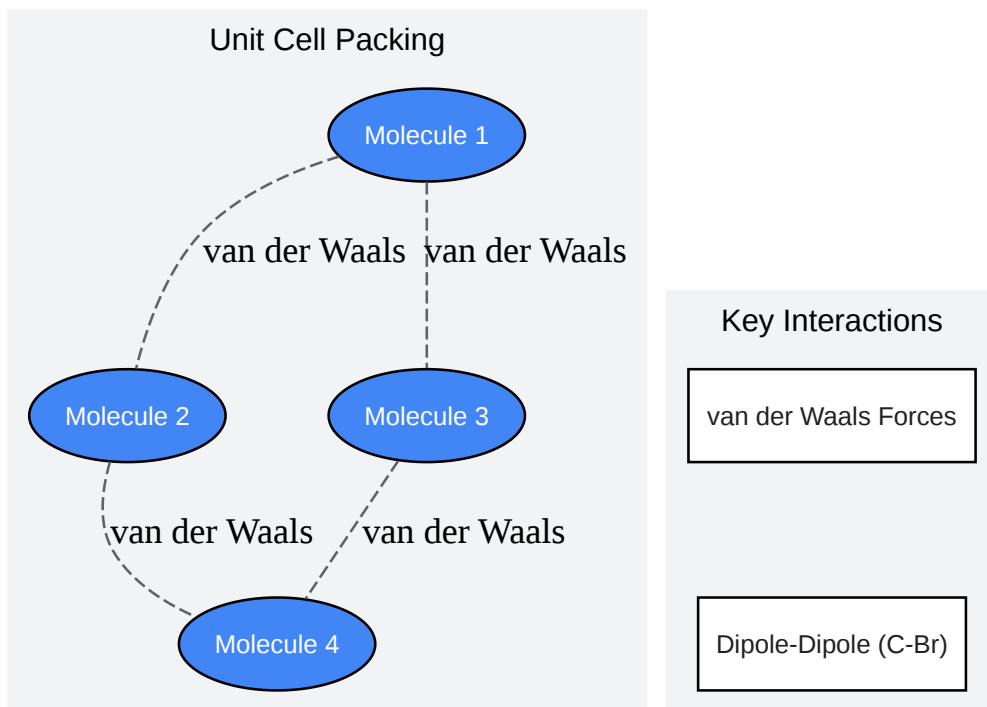 Unit Cell Packing
Molecule 1
van der Waals
van der Waals
Molecule 2
Molecule 3
van der Waals
van der Waals
Molecule 4
Key Interactions
van der Waals Forces
Dipole-Dipole (C-Br)